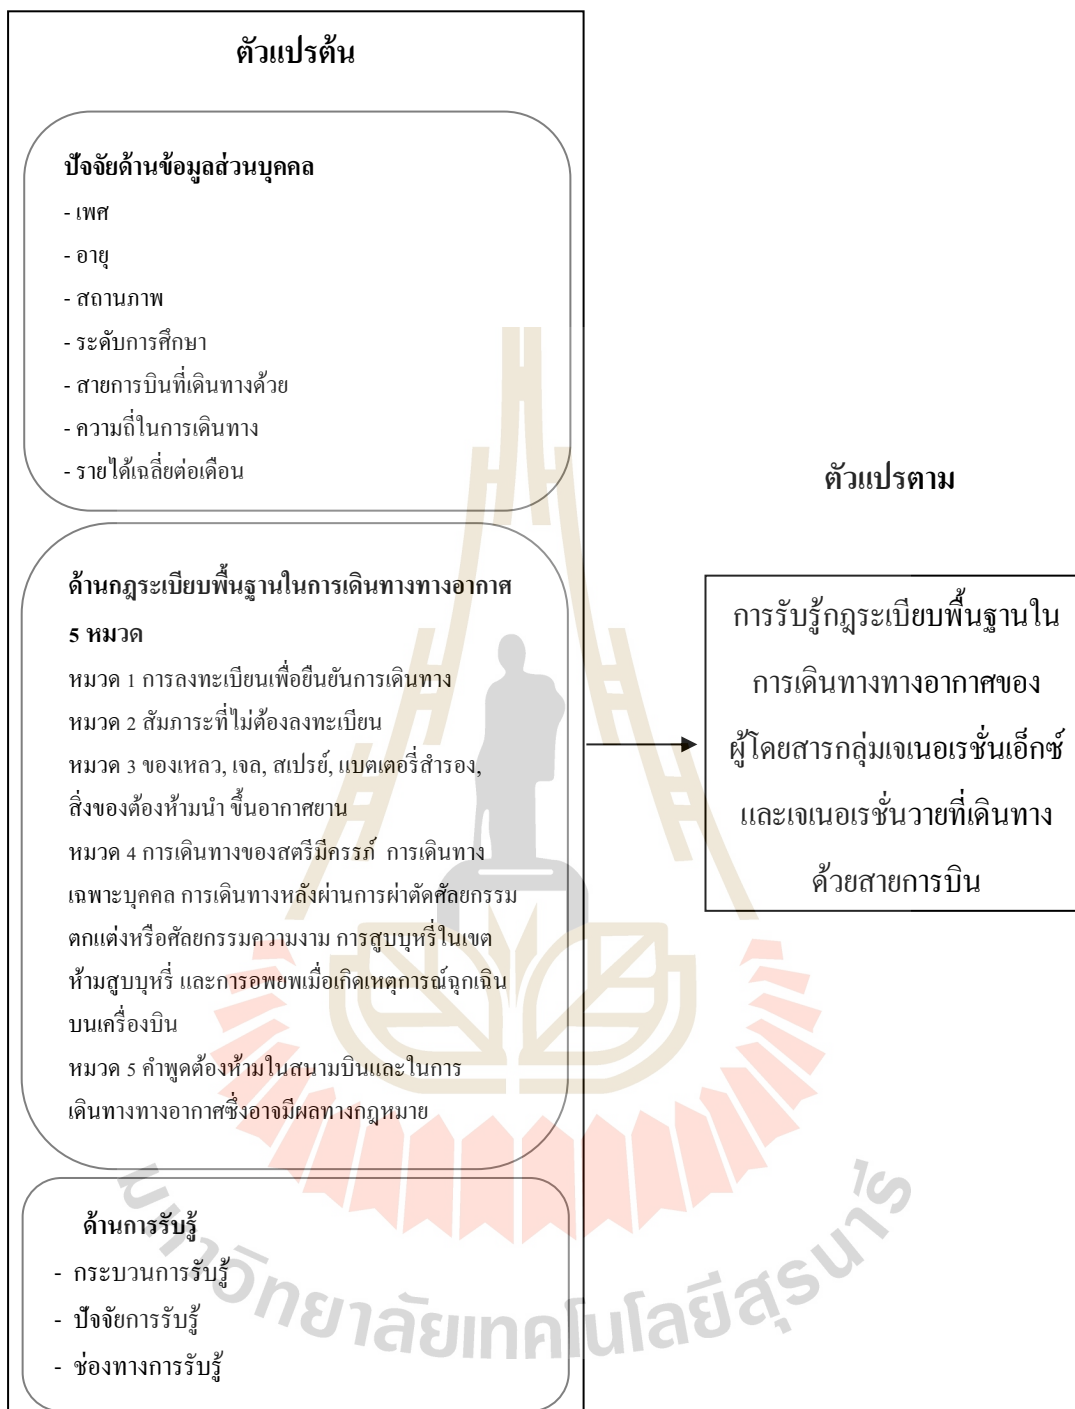 ตัวแปรต้น
ปัจจัยด้านข้อมูลส่วนบุคคล
- เพศ
- อายุ
- สถานภาพ
- ระดับการศึกษา
- สายการบินที่เดินทางด้วย
- ความถี่ในการเดินทาง
- รายได้เฉลี่ยต่อเดือน
ด้านกฎระเบียบพื้นฐานในการเดินทางทางอากาศ
5 หมวด
หมวด 1 การลงทะเบียนเพื่อยืนยันการเดินทาง
หมวด 2 สัมภาระที่ไม่ต้องลงทะเบียน
หมวด 3 ของเหลว, เจล, สเปรย์, แบตเตอรี่สำรอง,
สิ่งของต้องห้ามนำ ขึ้นอากาศยาน
หมวด 4 การเดินทางของสตรีมีครรภ์ การเดินทาง
เฉพาะบุคคล การเดินทางหลังผ่านการผ่าตัดศัลยกรรม
ตกแต่งหรือศัลยกรรมความงาม การสูบบุหรี่ในเขต
ห้ามสูบบุหรี่ และการอพยพเมื่อเกิดเหตุการณ์ฉุกเฉิน
บนเครื่องบิน
หมวด 5 คำพูดต้องห้ามในสนามบินและในการ
เดินทางทางอากาศซึ่งอาจมีผลทางกฎหมาย
ด้านการรับรู้
- กระบวนการรับรู้
- ปัจจัยการรับรู้
- ช่องทางการรับรู้
ตัวแปรตาม
การรับรู้กฎระเบียบพื้นฐานใน
การเดินทางทางอากาศของ
ผู้โดยสารกลุ่มเจเนอเรชั่นเอ็กซ์
และเจเนอเรชั่นวายที่เดินทาง
ด้วยสายการบิน
มหาวิทยาลัยเทคโนโลยีสุรนารี